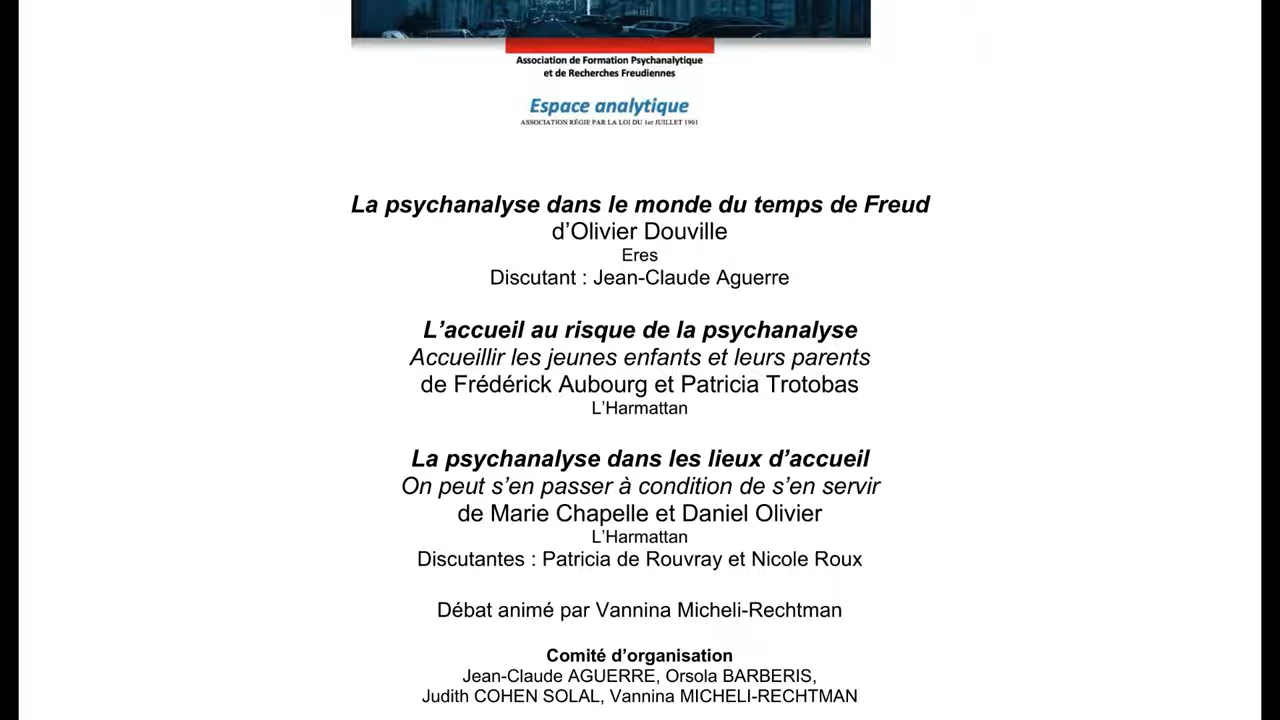 Association de Formation Psychanalytique
et de Recherches Freudiennes
Espace analytique
ASSOCIATION RÉGIE PAR LA LOI DU 1er JUILLET 1901
La psychanalyse dans le monde du temps de Freud
d’Olivier Douville
Eres
Discutant : Jean-Claude Aguerre
L’accueil au risque de la psychanalyse
Accueillir les jeunes enfants et leurs parents
de Frédérick Aubourg et Patricia Trotobas
L’Harmattan
La psychanalyse dans les lieux d’accueil
On peut s’en passer à condition de s’en servir
de Marie Chapelle et Daniel Olivier
L’Harmattan
Discutantes : Patricia de Rouvray et Nicole Roux
Débat animé par Vannina Micheli-Rechtman
Comité d’organisation
Jean-Claude AGUERRE, Orsola BARBERIS,
Judith COHEN SOLAL, Vannina MICHELI-RECHTMAN